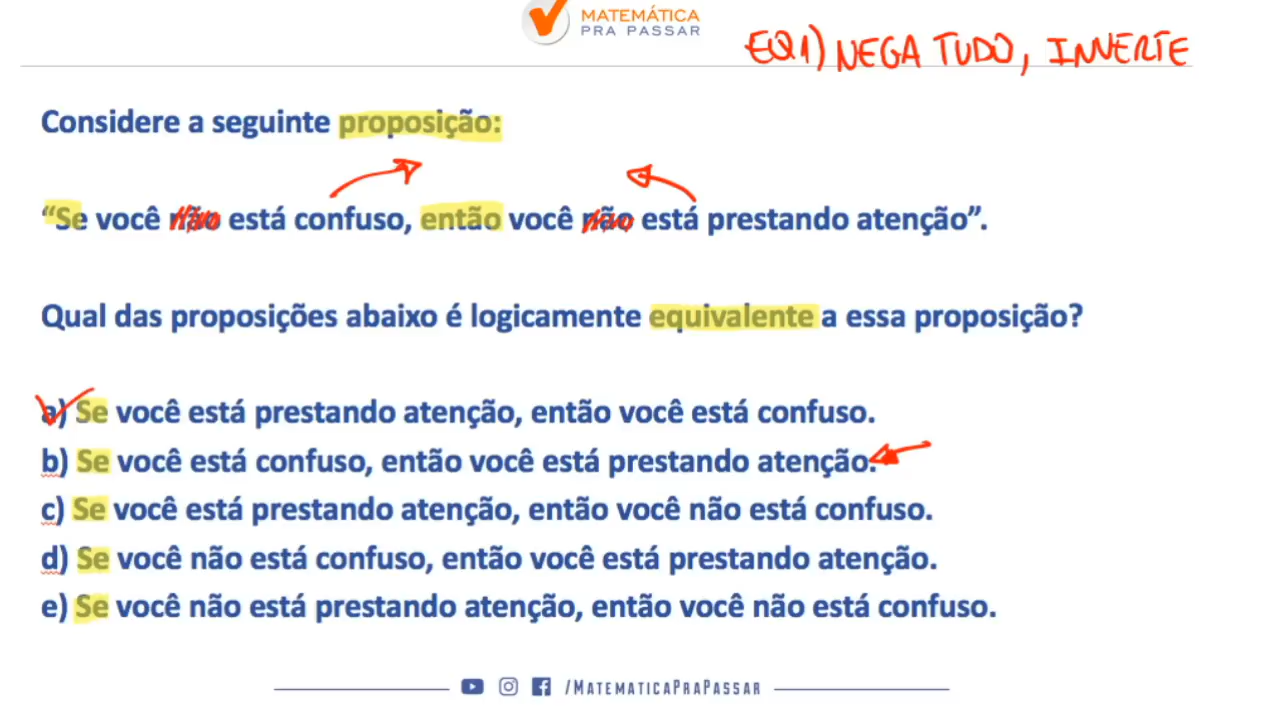 MATEMÁTICA
PRA PASSAR
EQ1) NEGA TUDO, INVERTE
Considere a seguinte proposição:
“Se você não está confuso, então você não está prestando atenção”.
Qual das proposições abaixo é logicamente equivalente a essa proposição?
a) Se você está prestando atenção, então você está confuso.
b) Se você está confuso, então você está prestando atenção.
c) Se você está prestando atenção, então você não está confuso.
d) Se você não está confuso, então você está prestando atenção.
e) Se você não está prestando atenção, então você não está confuso.
/MATEMATICAPRAPASSAR